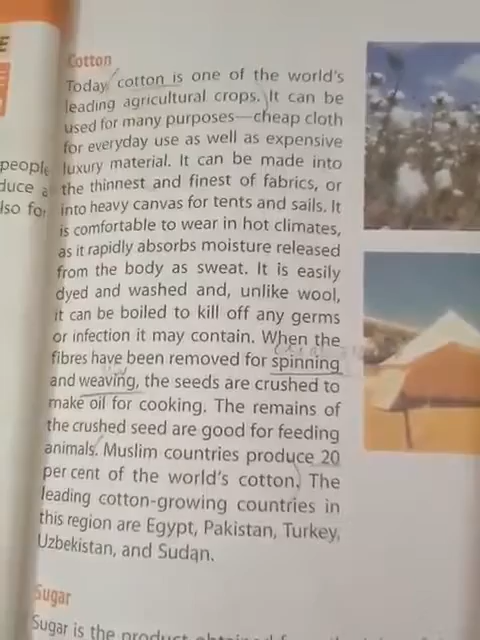 Cotton
Today cotton is one of the world's
leading agricultural crops. It can be
used for many purposes—cheap cloth
for everyday use as well as expensive
luxury material. It can be made into
the thinnest and finest of fabrics, or
into heavy canvas for tents and sails. It
is comfortable to wear in hot climates,
as it rapidly absorbs moisture released
from the body as sweat. It is easily
dyed and washed and, unlike wool,
it can be boiled to kill off any germs
or infection it may contain. When the
fibres have been removed for spinning
and weaving, the seeds are crushed to
make oil for cooking. The remains of
the crushed seed are good for feeding
animals. Muslim countries produce 20
per cent of the world's cotton. The
leading cotton-growing countries in
this region are Egypt, Pakistan, Turkey,
Uzbekistan, and Sudan.
Sugar
Sugar is the product obtained
people
duce a
lso for